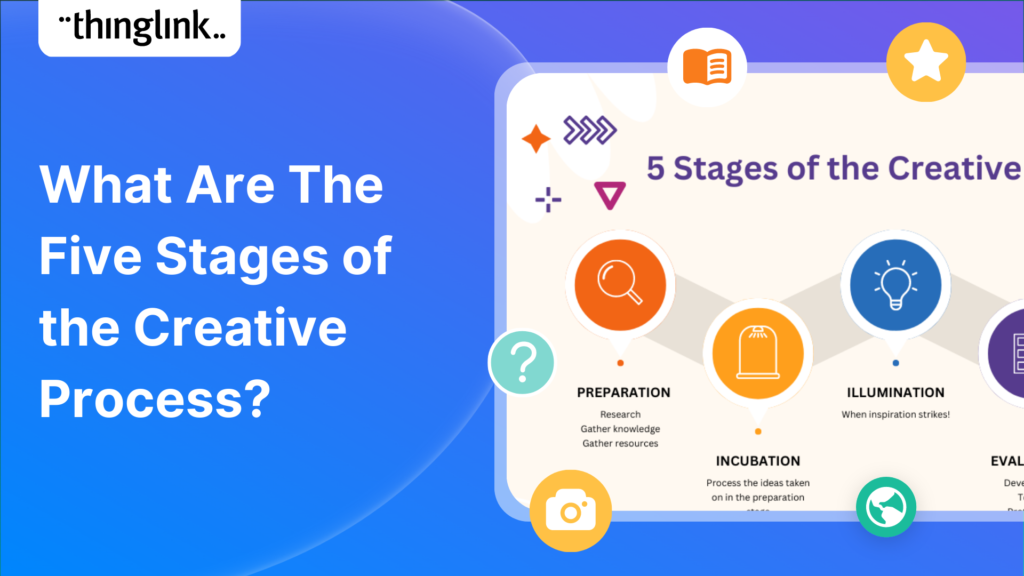 thinglink..
What Are The
Five Stages of
the Creative
Process?
5 Stages of the Creative
PREPARATION
Research
Gather knowledge
Gather resources
INCUBATION
Process the ideas taken
on in the preparation
ILLUMINATION
When inspiration strikes!